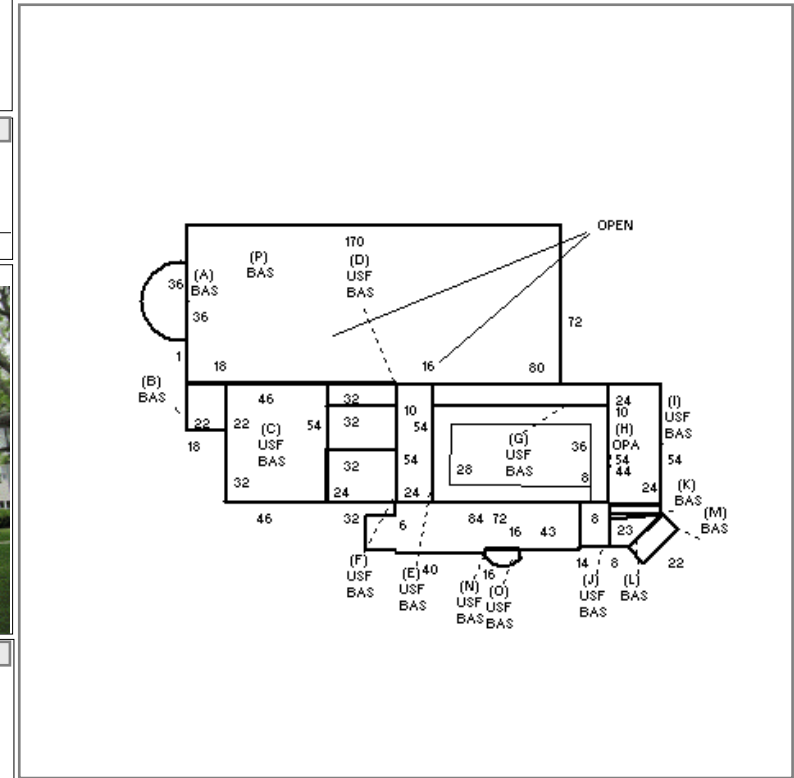 OPEN
170
(P)
BAS
(D)
USF
BAS
(A)
BAS
36
36
72
1
18
16
80
(B)
BAS
46
32
24
10
(I)
USF
BAS
22
22
(C)
USF
BAS
54
32
10
54
(G)
USF
BAS
36
(H)
OPA
54
44
54
18
32
32
24
54
24
28
8
24
(K)
BAS
46
32
6
84
72
16
43
8
23
(M)
BAS
(F)
USF
BAS
(E)
USF
BAS
40
16
(N)
USF
BAS
(O)
USF
BAS
14
8
22
(J)
USF
BAS
(L)
BAS